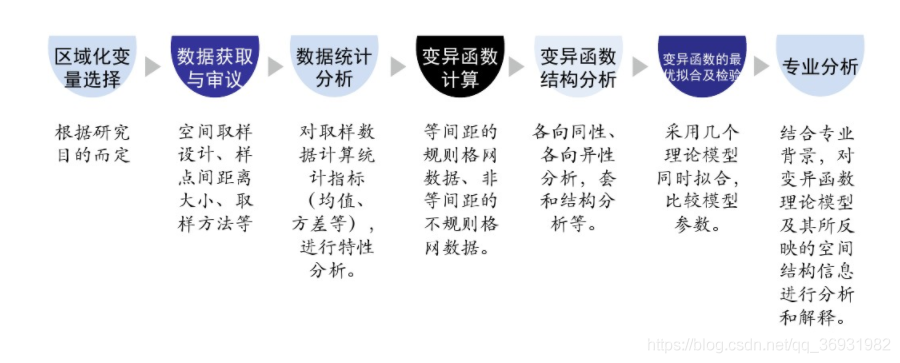 区域化变
量选择
数据获取
与审议
数据统计
分析
变异函数
计算
变异函数
结构分析
变异函数的最
优拟合及检验
专业分析
根据研究
目的而定
空间取样
设计、样
点间距离
大小、取
样方法等
对取样数
据计算统
计指标
（均值、
方差等），
进行特性
分析。
等间距的
规则格网
数据、非
等间距的
不规则格
网数据。
各向同性、
各向异性
分析，套
和结构分
析等。
采用几个
理论模型
同时拟合，
比较模型
参数。
结合专业
背景，对
变异函数
理论模型
及其所反
映的空间
结构信息
进行分析
和解释。
https://blog.csdn.net/qq_36931982